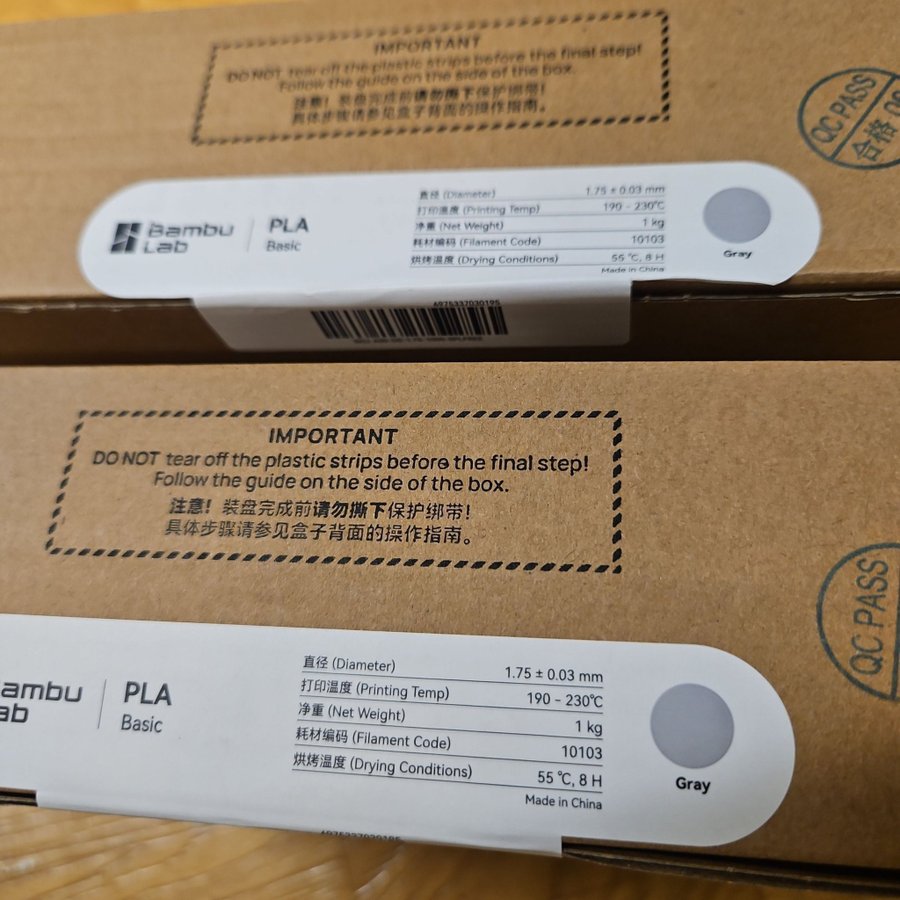 IMPORTANT
DO NOT tear off the plastic strips before the final step!
Follow the guide on the side of the box.
注意！装盘完成前请勿撕下保护绑带！
具体步骤请参见盒子背面的操作指南。
QC PASS
合格
Bambu Lab
PLA
Basic
直径 (Diameter) 1.75 ± 0.03 mm
打印温度 (Printing Temp) 190 - 230℃
净重 (Net Weight) 1 kg
耗材编码 (Filament Code) 10103
烘烤温度 (Drying Conditions) 55 ℃, 8 H
Made in China
Gray
6975337030195
IMPORTANT
DO NOT tear off the plastic strips before the final step!
Follow the guide on the side of the box.
注意！装盘完成前请勿撕下保护绑带！
具体步骤请参见盒子背面的操作指南。
QC PASS
ambu
ab
PLA
Basic
直径 (Diameter) 1.75 ± 0.03 mm
打印温度 (Printing Temp) 190 - 230℃
净重 (Net Weight) 1 kg
耗材编码 (Filament Code) 10103
烘烤温度 (Drying Conditions) 55 ℃, 8 H
Made in China
Gray